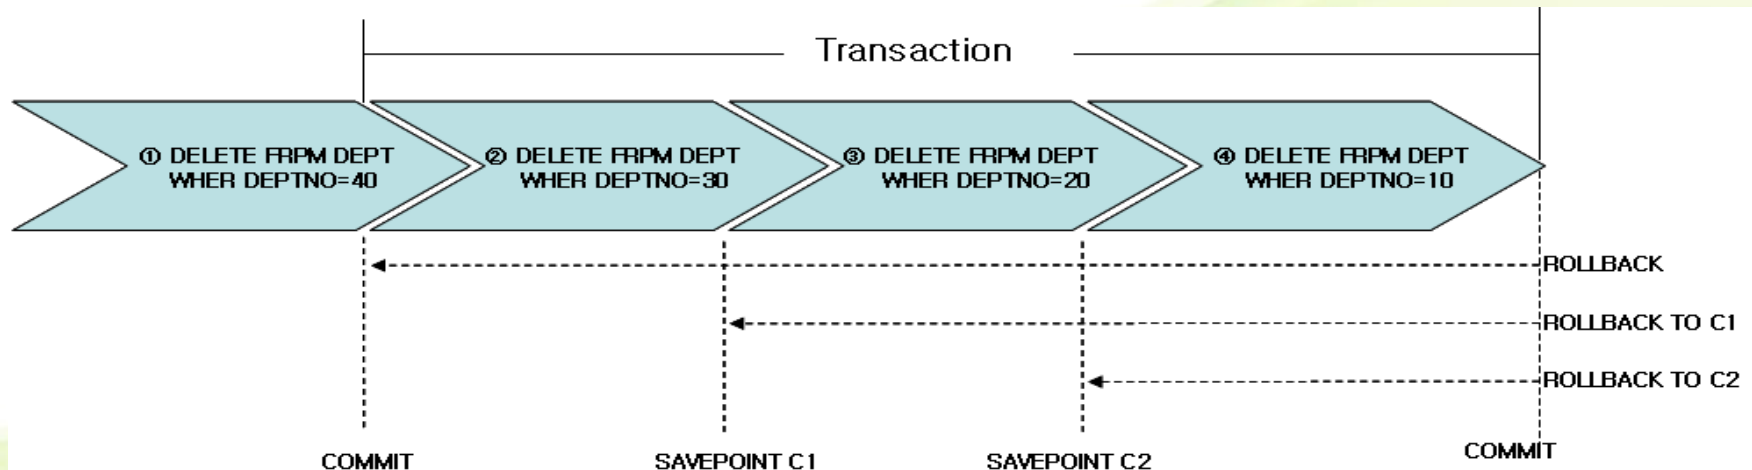 Transaction
① DELETE FRPM DEPT
WHER DEPTNO=40
② DELETE FRPM DEPT
WHER DEPTNO=30
③ DELETE FRPM DEPT
WHER DEPTNO=20
④ DELETE FRPM DEPT
WHER DEPTNO=10
ROLLBACK
ROLLBACK TO C1
ROLLBACK TO C2
COMMIT
SAVEPOINT C1
SAVEPOINT C2
COMMIT